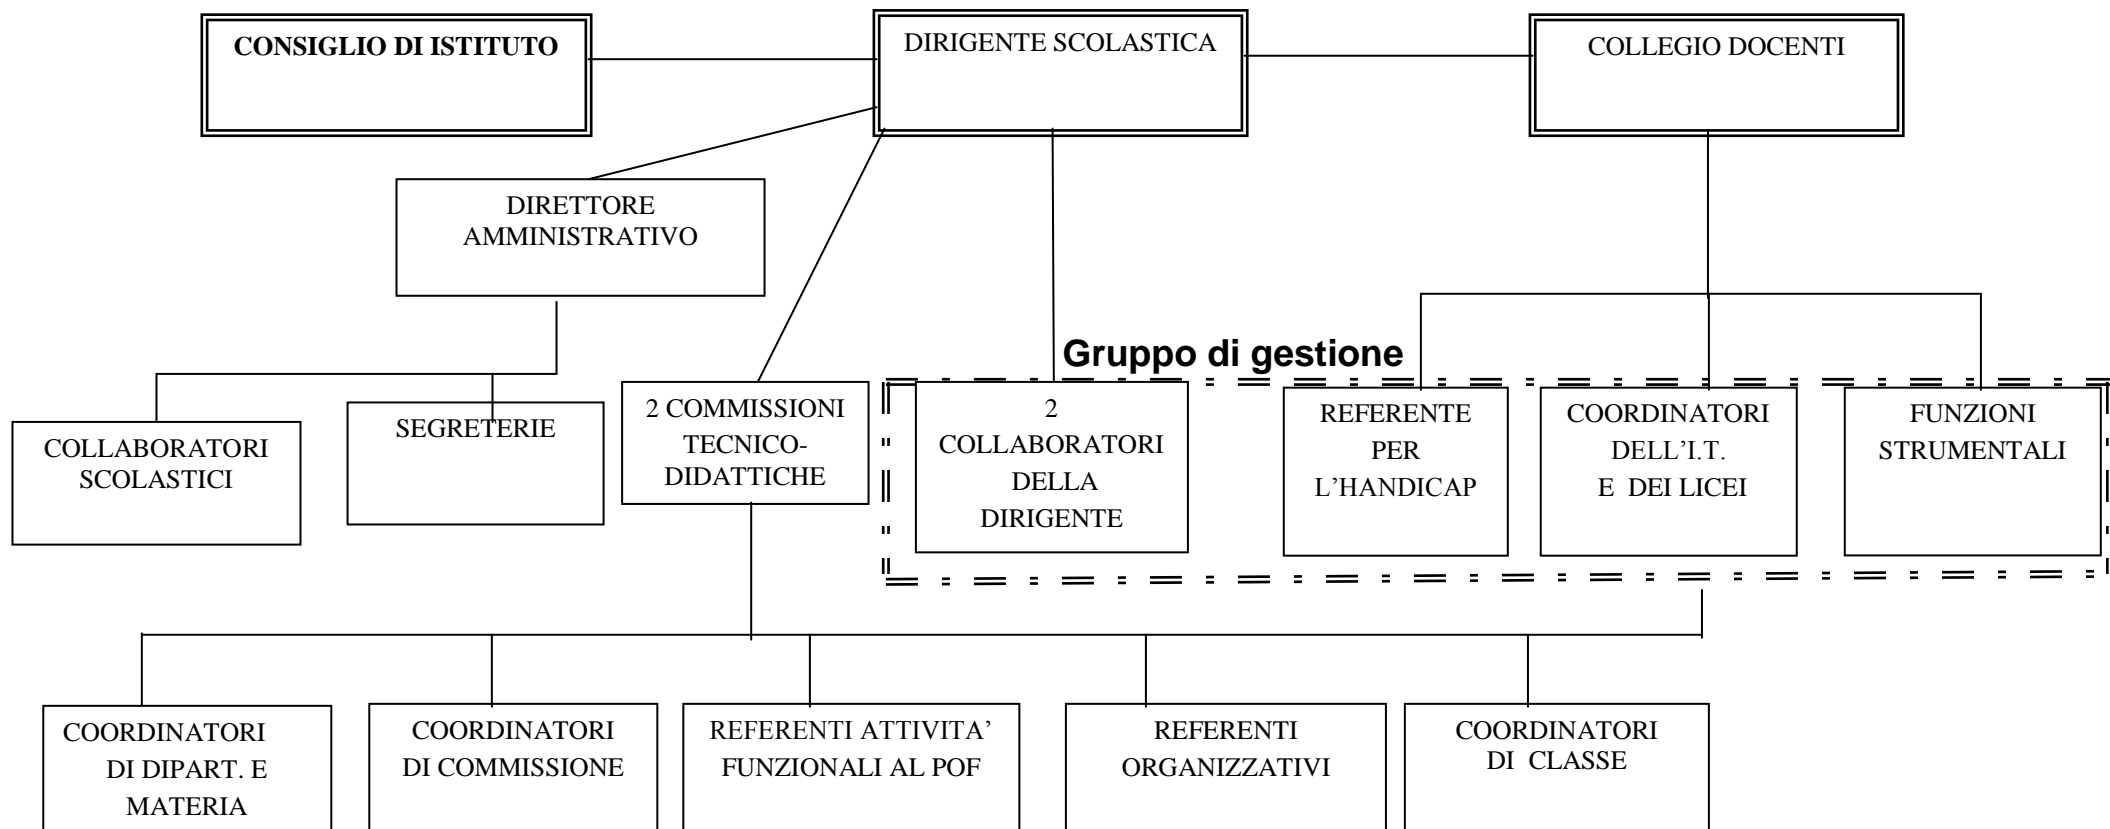 CONSIGLIO DI ISTITUTO
DIRIGENTE SCOLASTICA
COLLEGIO DOCENTI
DIRETTORE
AMMINISTRATIVO
Gruppo di gestione
COLLABORATORI
SCOLASTICI
SEGRETERIE
2 COMMISSIONI
TECNICO-
DIDATTICHE
2
COLLABORATORI
DELLA
DIRIGENTE
REFERENTE
PER
L’HANDICAP
COORDINATORI
DELL’I.T.
E DEI LICEI
FUNZIONI
STRUMENTALI
COORDINATORI
DI DIPART. E
MATERIA
COORDINATORI
DI COMMISSIONE
REFERENTI ATTIVITA’
FUNZIONALI AL POF
REFERENTI
ORGANIZZATIVI
COORDINATORI
DI CLASSE